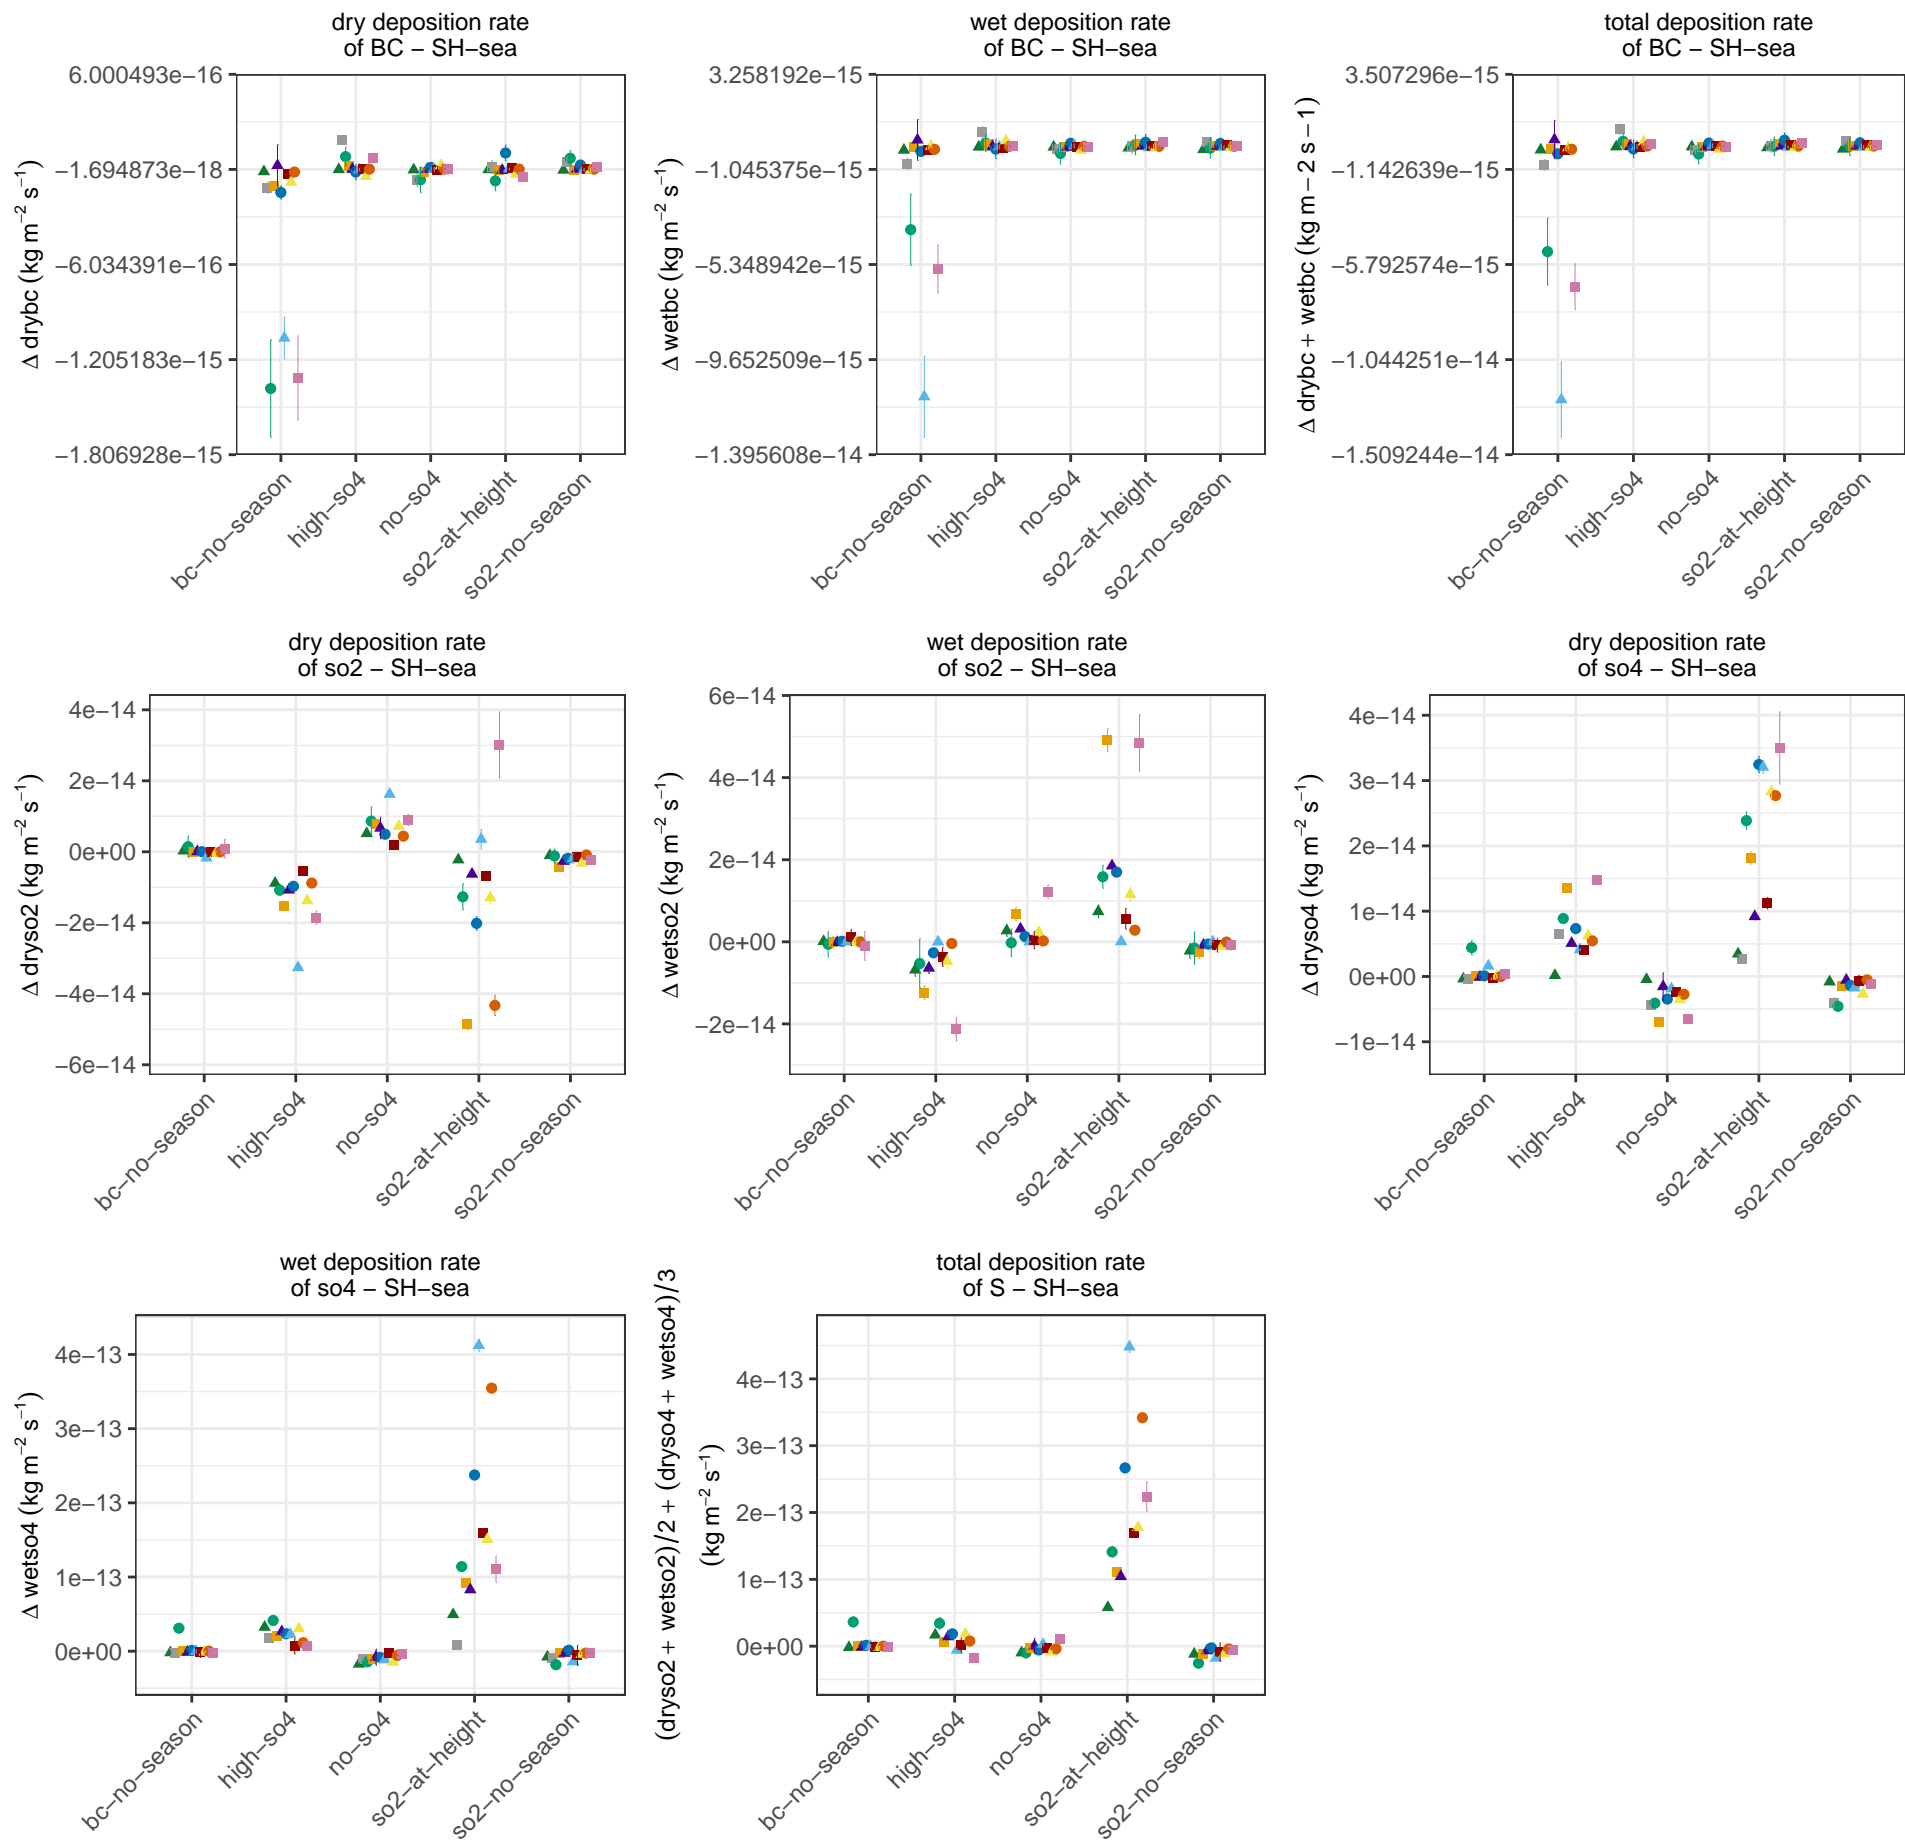 dry deposition rate
of BC − SH−sea
Δ drybc (kg m⁻² s⁻¹)
6.000493e−16
−1.694873e−18
−6.034391e−16
−1.205183e−15
−1.806928e−15
bc−no−season
high−so4
no−so4
so2−at−height
so2−no−season
wet deposition rate
of BC − SH−sea
Δ wetbc (kg m⁻² s⁻¹)
3.258192e−15
−1.045375e−15
−5.348942e−15
−9.652509e−15
−1.395608e−14
bc−no−season
high−so4
no−so4
so2−at−height
so2−no−season
total deposition rate
of BC − SH−sea
Δ drybc + wetbc (kg m − 2 s − 1)
3.507296e−15
−1.142639e−15
−5.792574e−15
−1.044251e−14
−1.509244e−14
bc−no−season
high−so4
no−so4
so2−at−height
so2−no−season
dry deposition rate
of so2 − SH−sea
Δ dryso2 (kg m⁻² s⁻¹)
4e−14
2e−14
0e+00
−2e−14
−4e−14
−6e−14
bc−no−season
high−so4
no−so4
so2−at−height
so2−no−season
wet deposition rate
of so2 − SH−sea
Δ wetso2 (kg m⁻² s⁻¹)
6e−14
4e−14
2e−14
0e+00
−2e−14
bc−no−season
high−so4
no−so4
so2−at−height
so2−no−season
dry deposition rate
of so4 − SH−sea
Δ dryso4 (kg m⁻² s⁻¹)
4e−14
3e−14
2e−14
1e−14
0e+00
−1e−14
bc−no−season
high−so4
no−so4
so2−at−height
so2−no−season
wet deposition rate
of so4 − SH−sea
Δ wetso4 (kg m⁻² s⁻¹)
4e−13
3e−13
2e−13
1e−13
0e+00
bc−no−season
high−so4
no−so4
so2−at−height
so2−no−season
total deposition rate
of S − SH−sea
(dryso2 + wetso2)/2 + (dryso4 + wetso4)/3
(kg m⁻² s⁻¹)
4e−13
3e−13
2e−13
1e−13
0e+00
bc−no−season
high−so4
no−so4
so2−at−height
so2−no−season